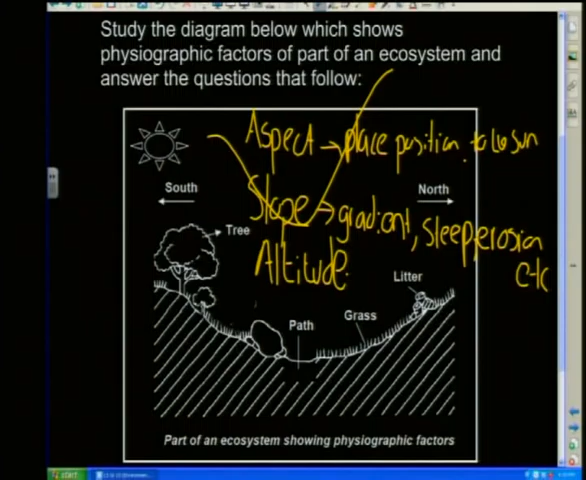 Study the diagram below which shows
physiographic factors of part of an ecosystem and
answer the questions that follow:
Aspect → place position to sun
South
North
Slope → gradient, steep, erosion
etc
Tree
Altitude
Litter
Path
Grass
Part of an ecosystem showing physiographic factors